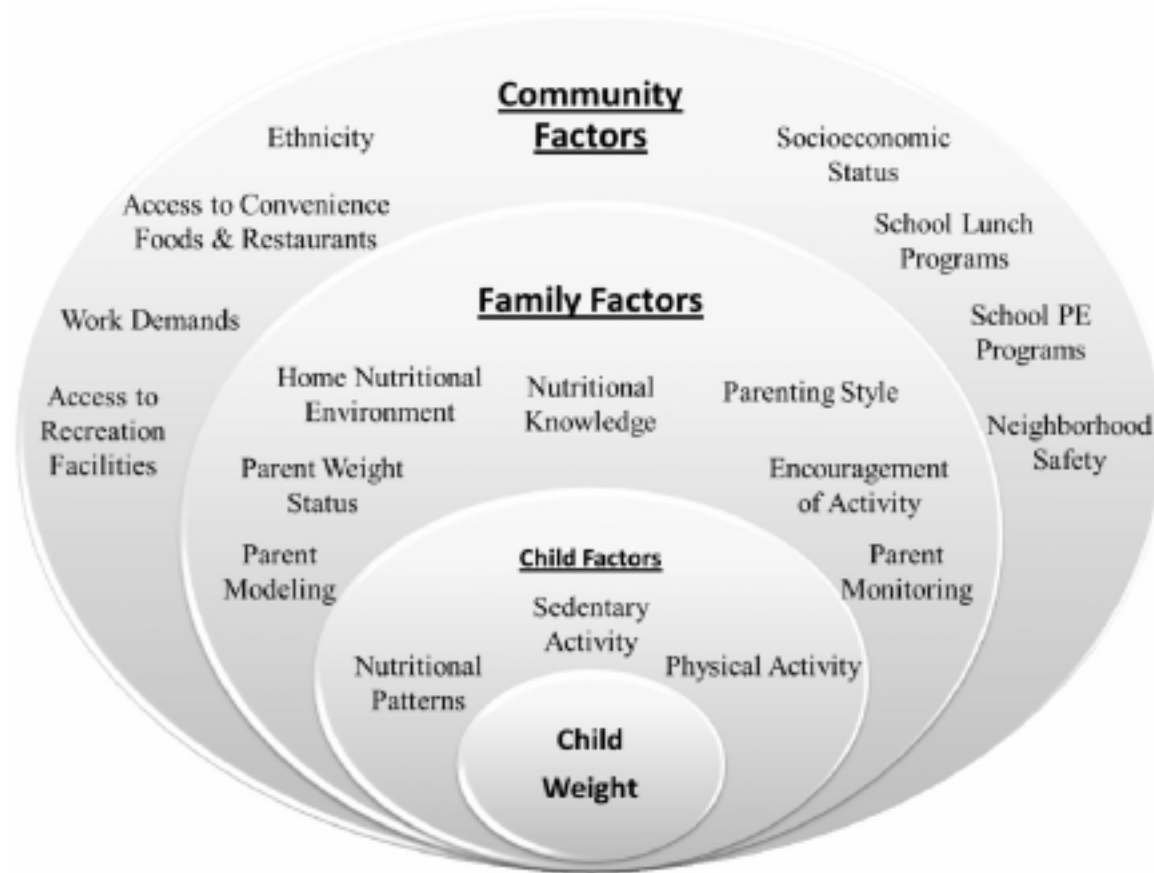 Community
Factors
Ethnicity
Socioeconomic
Status
Access to Convenience
Foods & Restaurants
School Lunch
Programs
Work Demands
School PE
Programs
Access to
Recreation
Facilities
Neighborhood
Safety
Family Factors
Home Nutritional
Environment
Nutritional
Knowledge
Parenting Style
Parent Weight
Status
Encouragement
of Activity
Parent
Modeling
Parent
Monitoring
Child Factors
Sedentary
Activity
Nutritional
Patterns
Physical Activity
Child
Weight